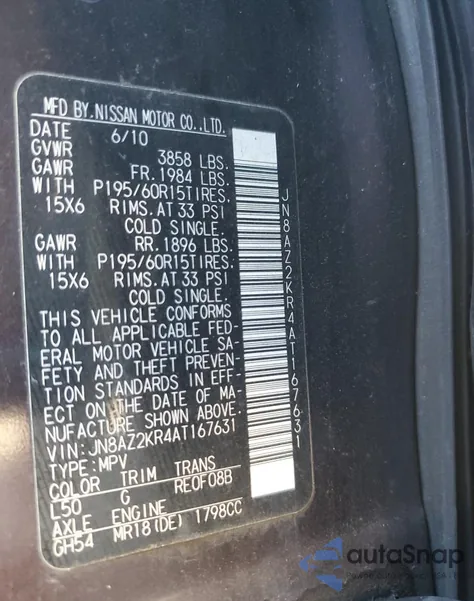 MFD BY.NISSAN MOTOR CO.,LTD.
DATE 6/10
GVWR 3858 LBS.
GAWR FR. 1984 LBS.
WITH P195/60R15TIRES.
15X6 RIMS.AT 33 PSI
COLD SINGLE.
GAWR RR. 1896 LBS.
WITH P195/60R15TIRES.
15X6 RIMS.AT 33 PSI
COLD SINGLE.
THIS VEHICLE CONFORMS
TO ALL APPLICABLE FED-
ERAL MOTOR VEHICLE SA-
FETY AND THEFT PREVEN-
TION STANDARDS IN EFF-
ECT ON THE DATE OF MA-
NUFACTURE SHOWN ABOVE.
VIN: JN8AZ2KR4AT167631
TYPE: MPV
COLOR TRIM TRANS
L50 G RE0F08B
AXLE ENGINE
GH54 MR18(DE) 1798CC
JN8AZ2KR4AT167631
autoSnap